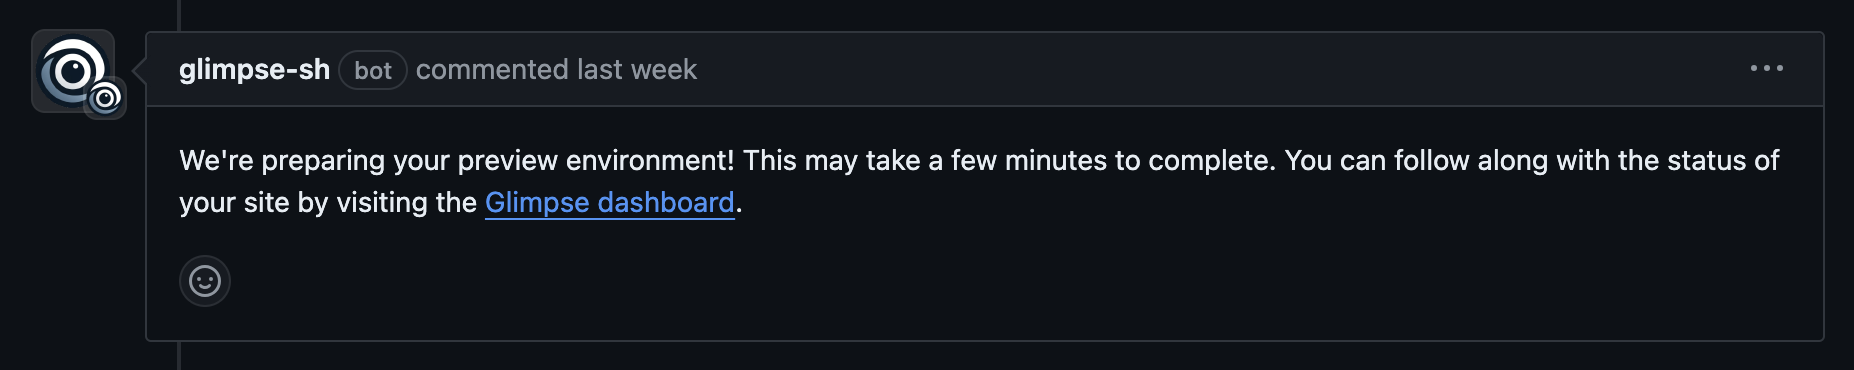 glimpse-sh bot commented last week
We're preparing your preview environment! This may take a few minutes to complete. You can follow along with the status of
your site by visiting the Glimpse dashboard.